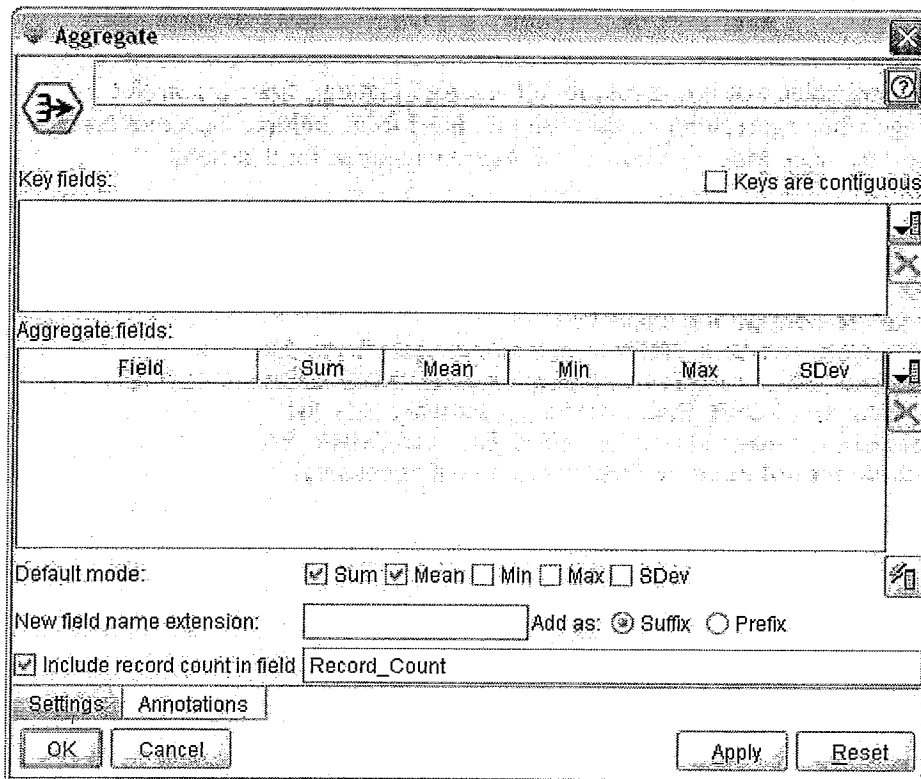 Aggregate
Key fields:
Keys are contiguous
Aggregate fields:
Field Sum Mean Min Max SDev
Default mode: Sum Mean Min Max SDev
New field name extension: Add as: Suffix Prefix
Include record count in field Record_Count
Settings Annotations
OK Cancel Apply Reset